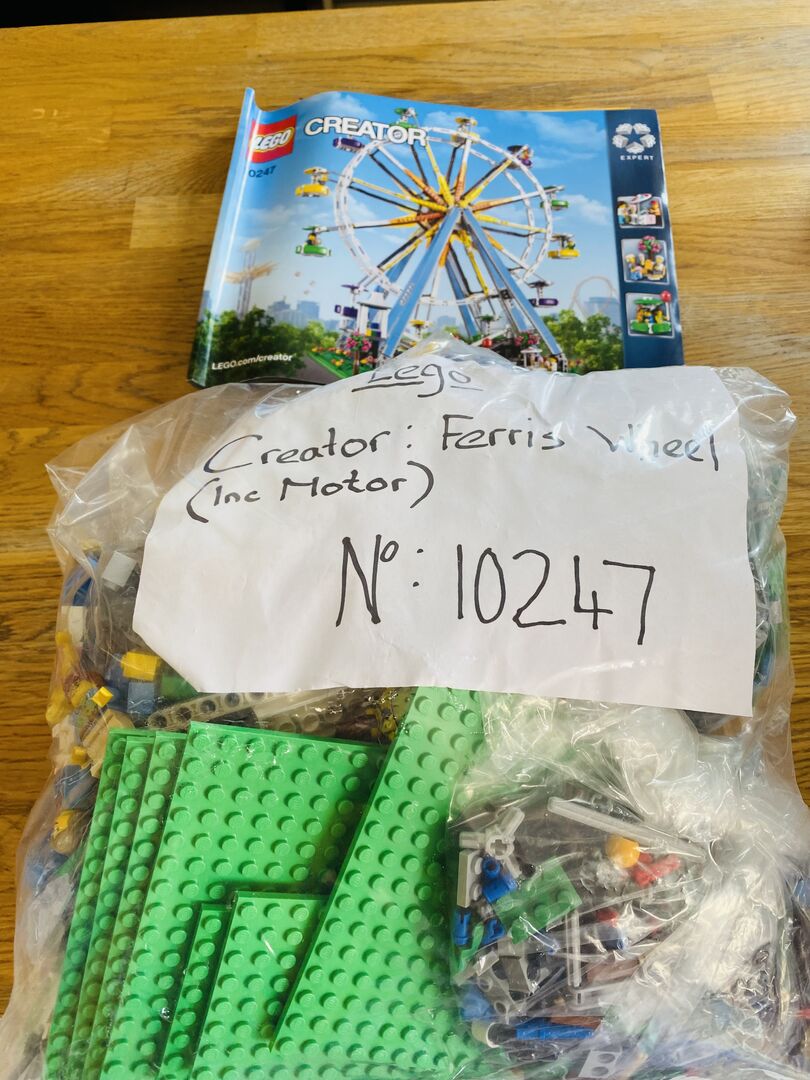 LEGO
CREATOR
10247
EXPERT
LEGO.com/creator
Lego
Creator: Ferris Wheel
(Inc Motor)
Nº: 10247